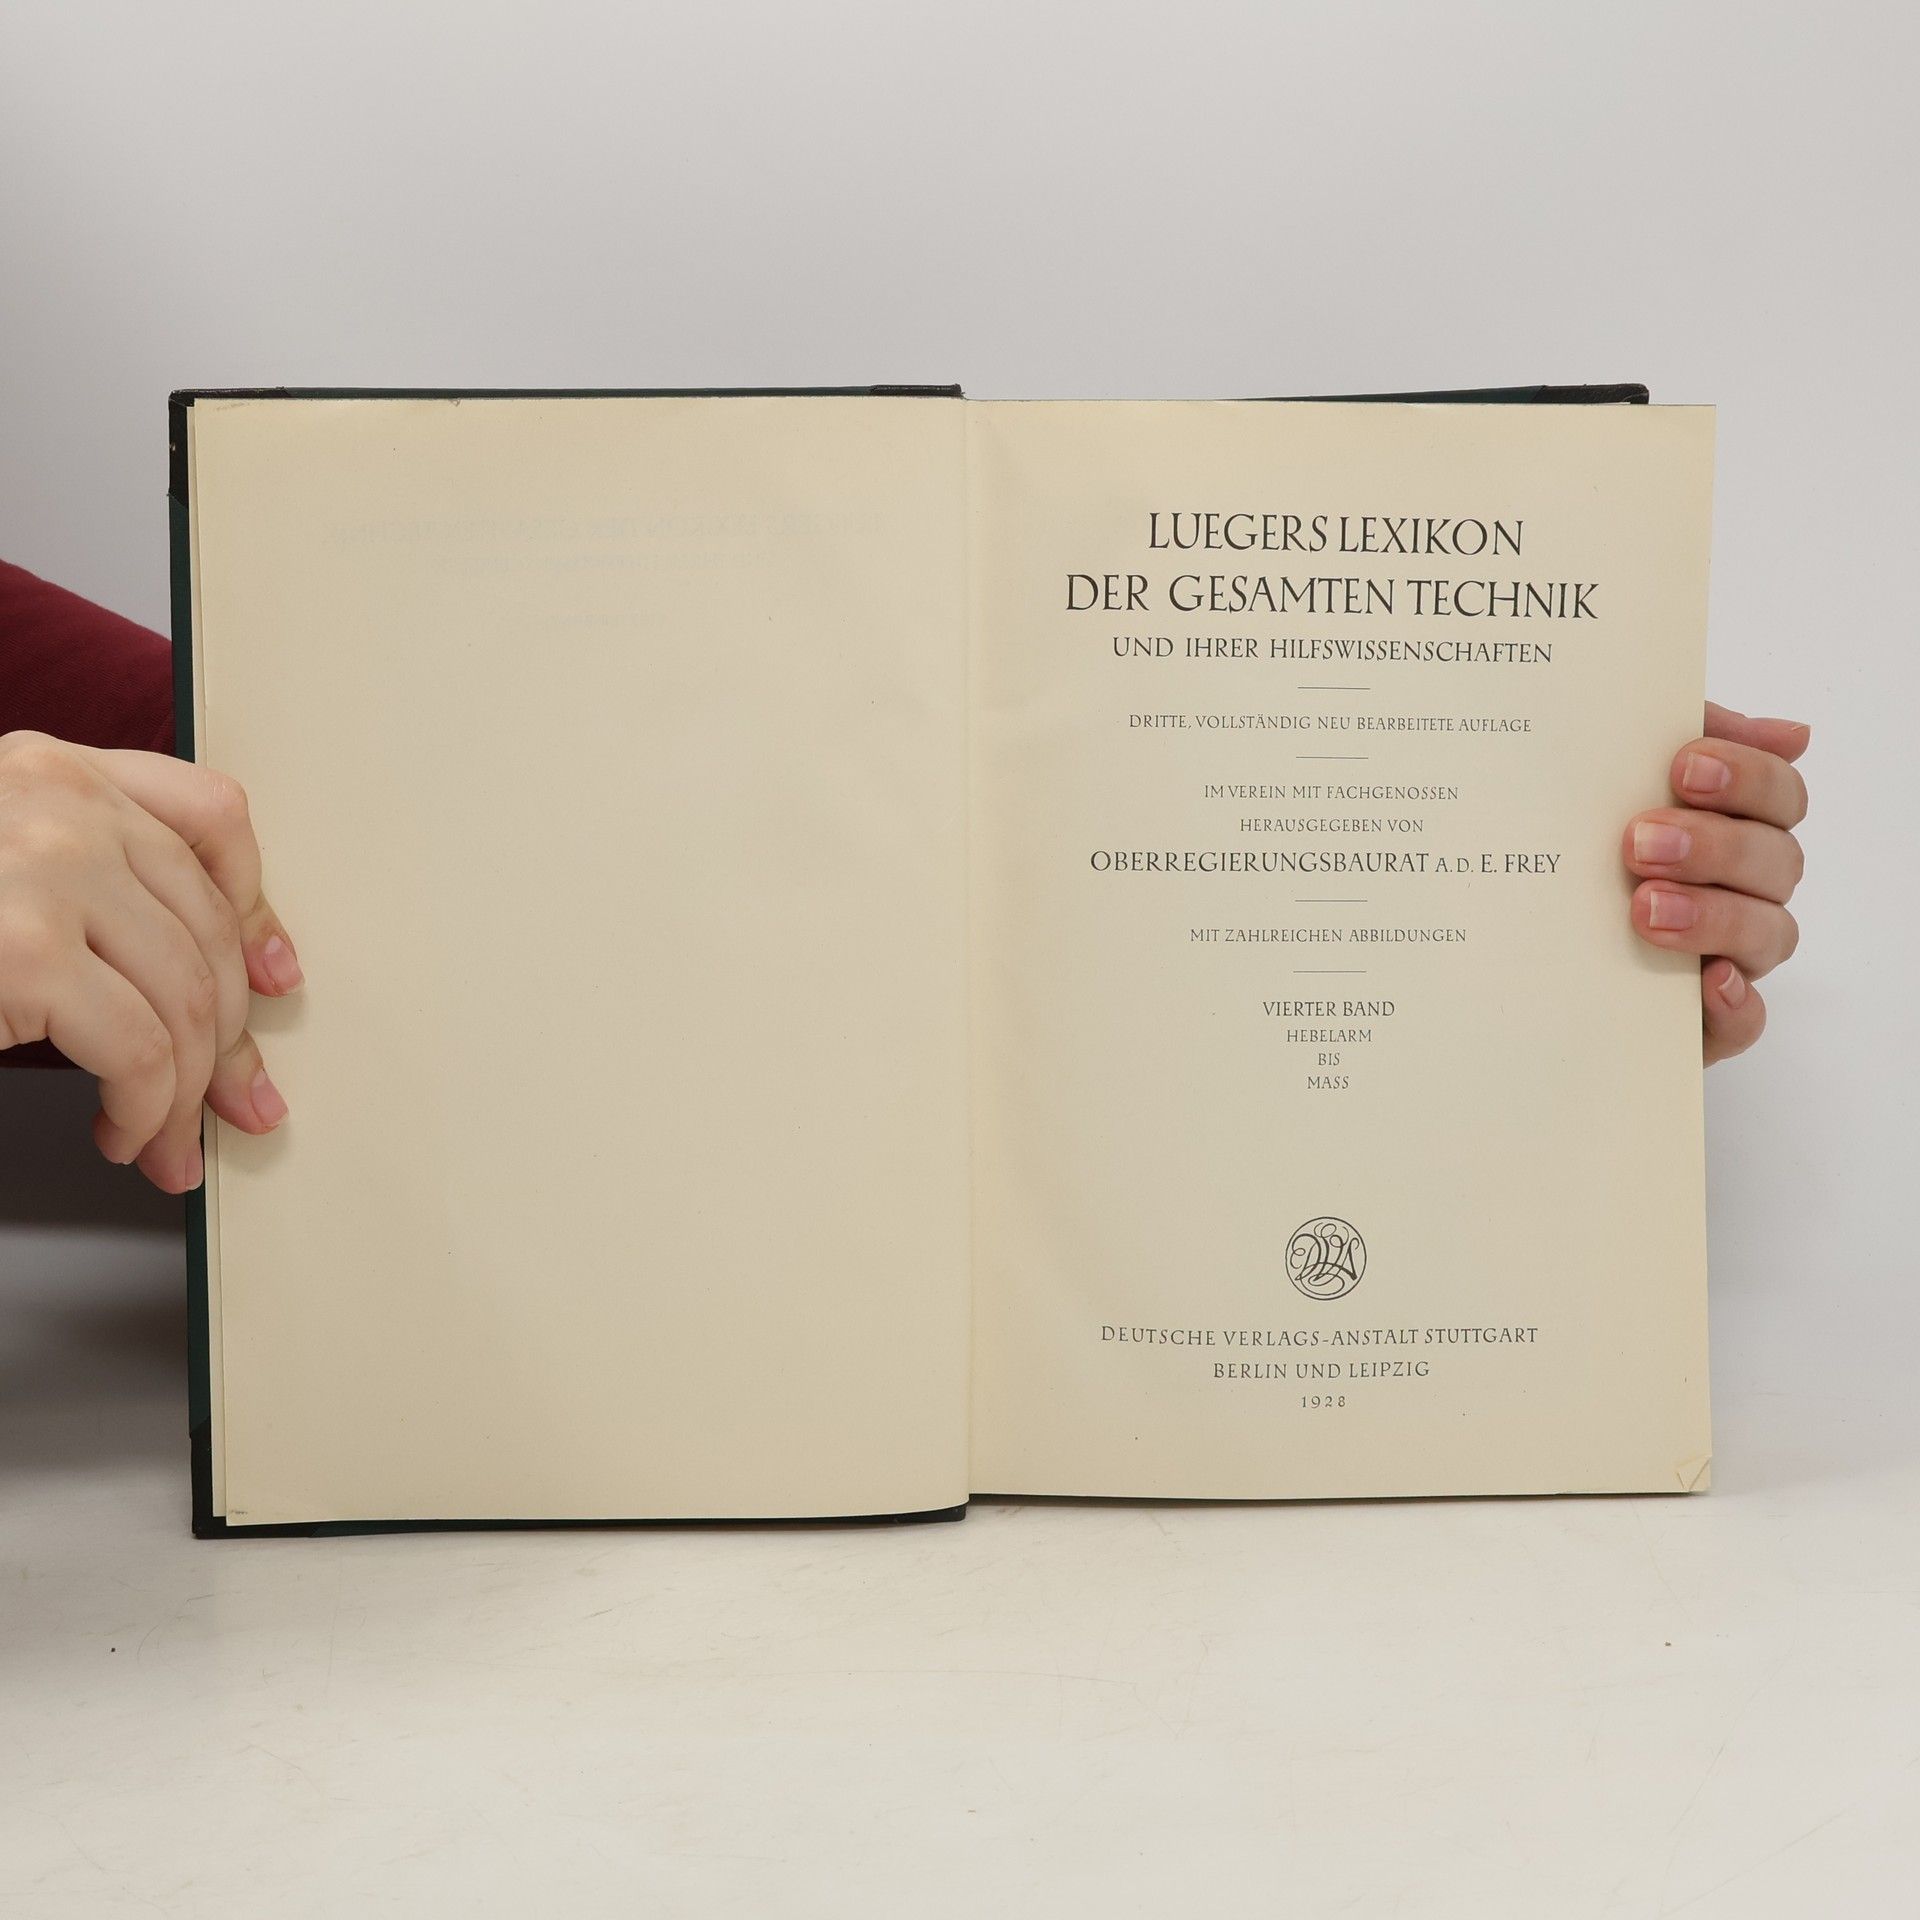 LUEGERS LEXIKON
DER GESAMTEN TECHNIK
UND IHRER HILFSWISSENSCHAFTEN
DRITTE, VOLLSTÄNDIG NEU BEARBEITETE AUFLAGE
IM VEREIN MIT FACHGENOSSEN
HERAUSGEGEBEN VON
OBERREGIERUNGSBAURAT A. D. E. FREY
MIT ZAHLREICHEN ABBILDUNGEN
VIERTER BAND
HEBELARM
BIS
MASS
DVA
DEUTSCHE VERLAGS-ANSTALT STUTTGART
BERLIN UND LEIPZIG
1928